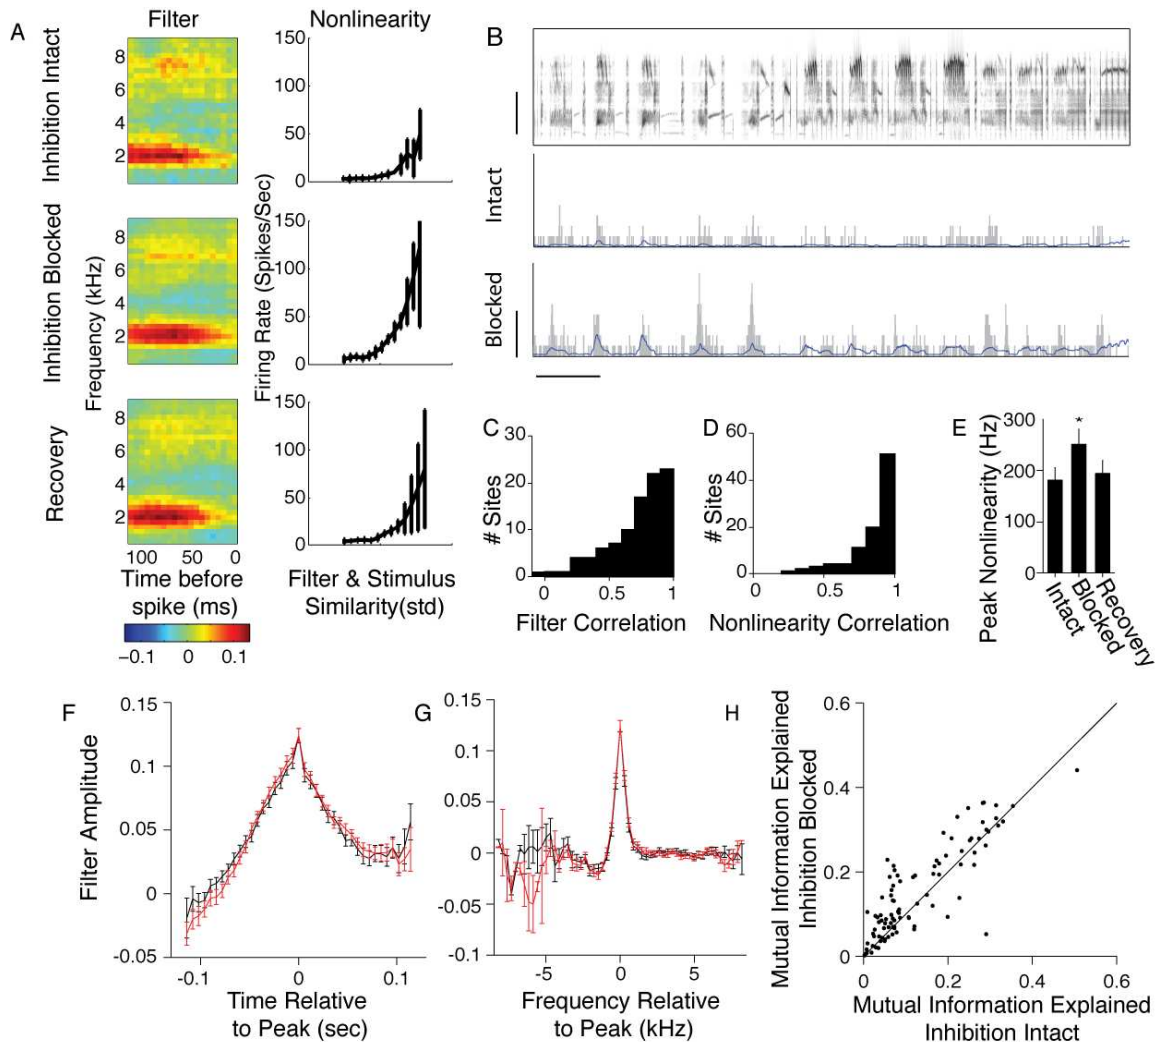 A
Filter
Nonlinearity
Inhibition Intact
Inhibition Blocked
Recovery
Frequency (kHz)
8
6
4
2
8
6
4
2
8
6
4
2
100
50
0
Time before
spike (ms)
−0.1
0
0.1
Firing Rate (Spikes/Sec)
150
100
50
0
150
100
50
0
150
100
50
0
Filter & Stimulus
Similarity(std)
B
Intact
Blocked
C
# Sites
30
20
10
0
0
0.5
1
Filter Correlation
D
# Sites
60
40
20
0
0
0.5
1
Nonlinearity Correlation
E
Peak Nonlinearity (Hz)
300
200
100
0
*
Intact
Blocked
Recovery
F
Filter Amplitude
0.15
0.1
0.05
0
-0.05
-0.1
0
0.1
Time Relative
to Peak (sec)
G
0.15
0.1
0.05
0
-0.05
-0.1
-5
0
5
Frequency Relative
to Peak (kHz)
H
Mutual Information Explained
Inhibition Blocked
0.6
0.4
0.2
0
0
0.2
0.4
0.6
Mutual Information Explained
Inhibition Intact